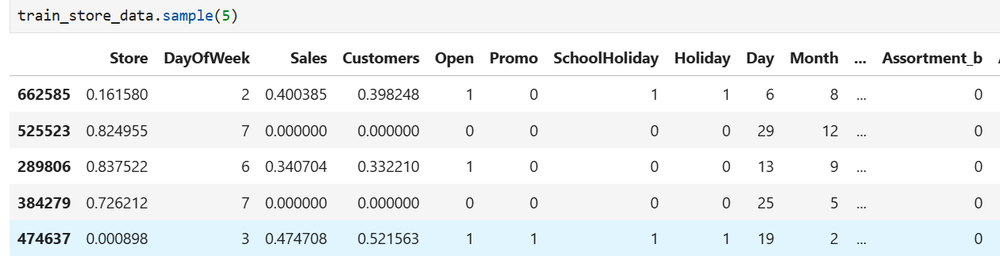 train_store_data.sample(5)
Store DayOfWeek Sales Customers Open Promo SchoolHoliday Holiday Day Month ... Assortment_b
662585 0.161580 2 0.400385 0.398248 1 0 1 1 6 8 ... 0
525523 0.824955 7 0.000000 0.000000 0 0 0 0 29 12 ... 0
289806 0.837522 6 0.340704 0.332210 1 0 0 0 13 9 ... 0
384279 0.726212 7 0.000000 0.000000 0 0 0 0 25 5 ... 0
474637 0.000898 3 0.474708 0.521563 1 1 1 1 19 2 ... 0